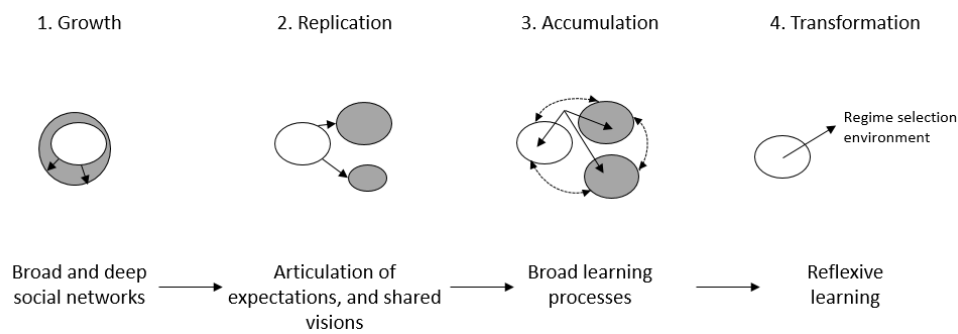 1. Growth
2. Replication
3. Accumulation
4. Transformation
Regime selection
environment
Broad and deep
social networks
Articulation of
expectations, and shared
visions
Broad learning
processes
Reflexive
learning